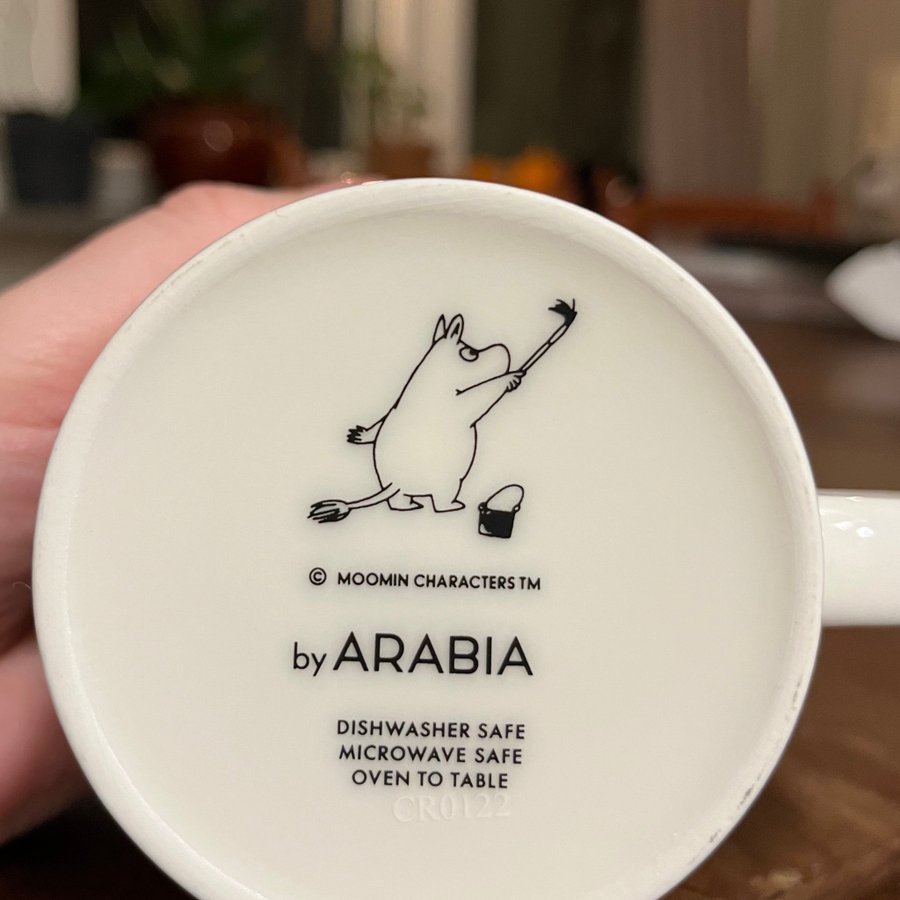 © MOOMIN CHARACTERS TM
by ARABIA
DISHWASHER SAFE
MICROWAVE SAFE
OVEN TO TABLE
CR0122